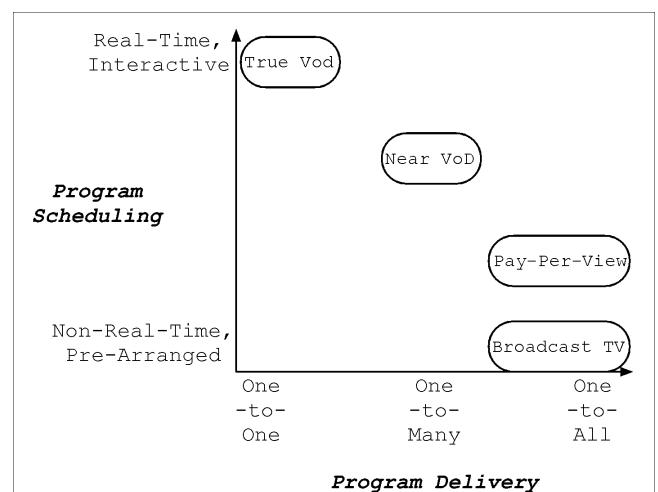 Real-Time,
Interactive
True Vod
Near VoD
Program
Scheduling
Pay-Per-View
Non-Real-Time,
Pre-Arranged
Broadcast TV
One
-to-
One
One
-to-
Many
One
-to-
All
Program Delivery